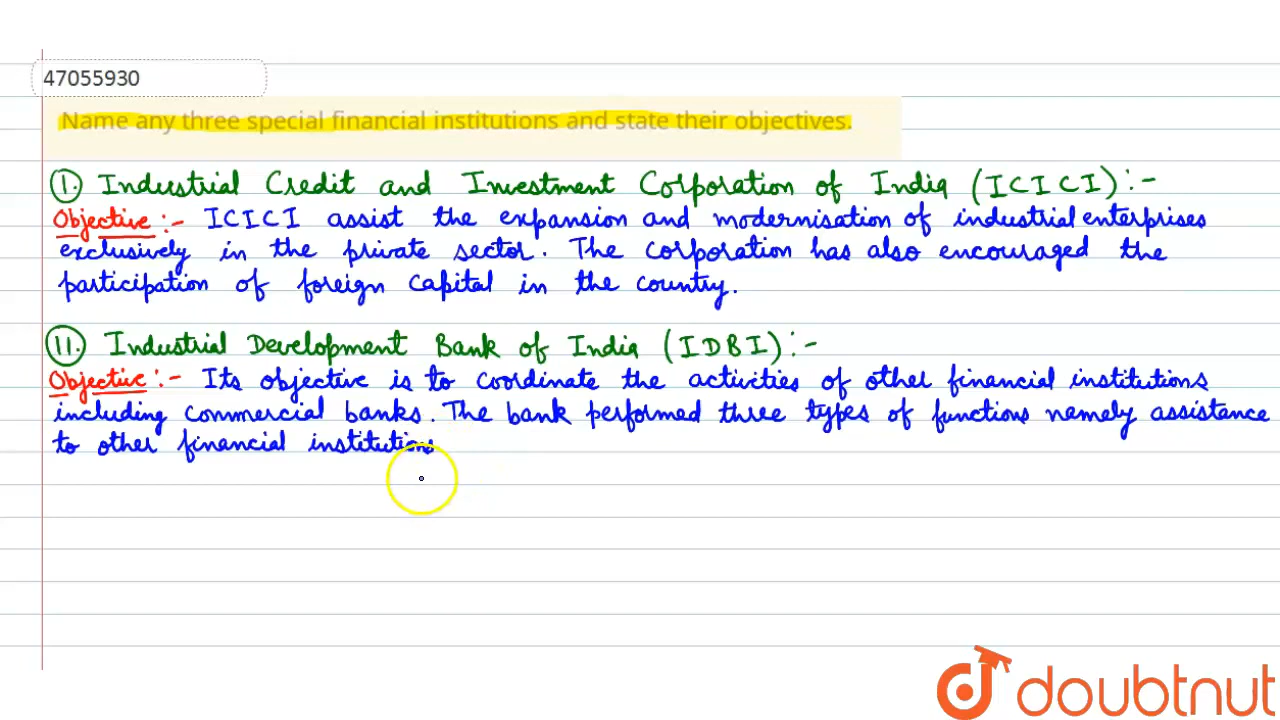 47055930
Name any three special financial institutions and state their objectives.
I. Industrial Credit and Investment Corporation of India (ICICI):-
Objective:- ICICI assist the expansion and modernisation of industrial enterprises
exclusively in the private sector. The corporation has also encouraged the
participation of foreign capital in the country.
II. Industrial Development Bank of India (IDBI):-
Objective:- Its objective is to coordinate the activities of other financial institutions
including commercial banks. The bank performed three types of functions namely assistance
to other financial institutions
doubtnut